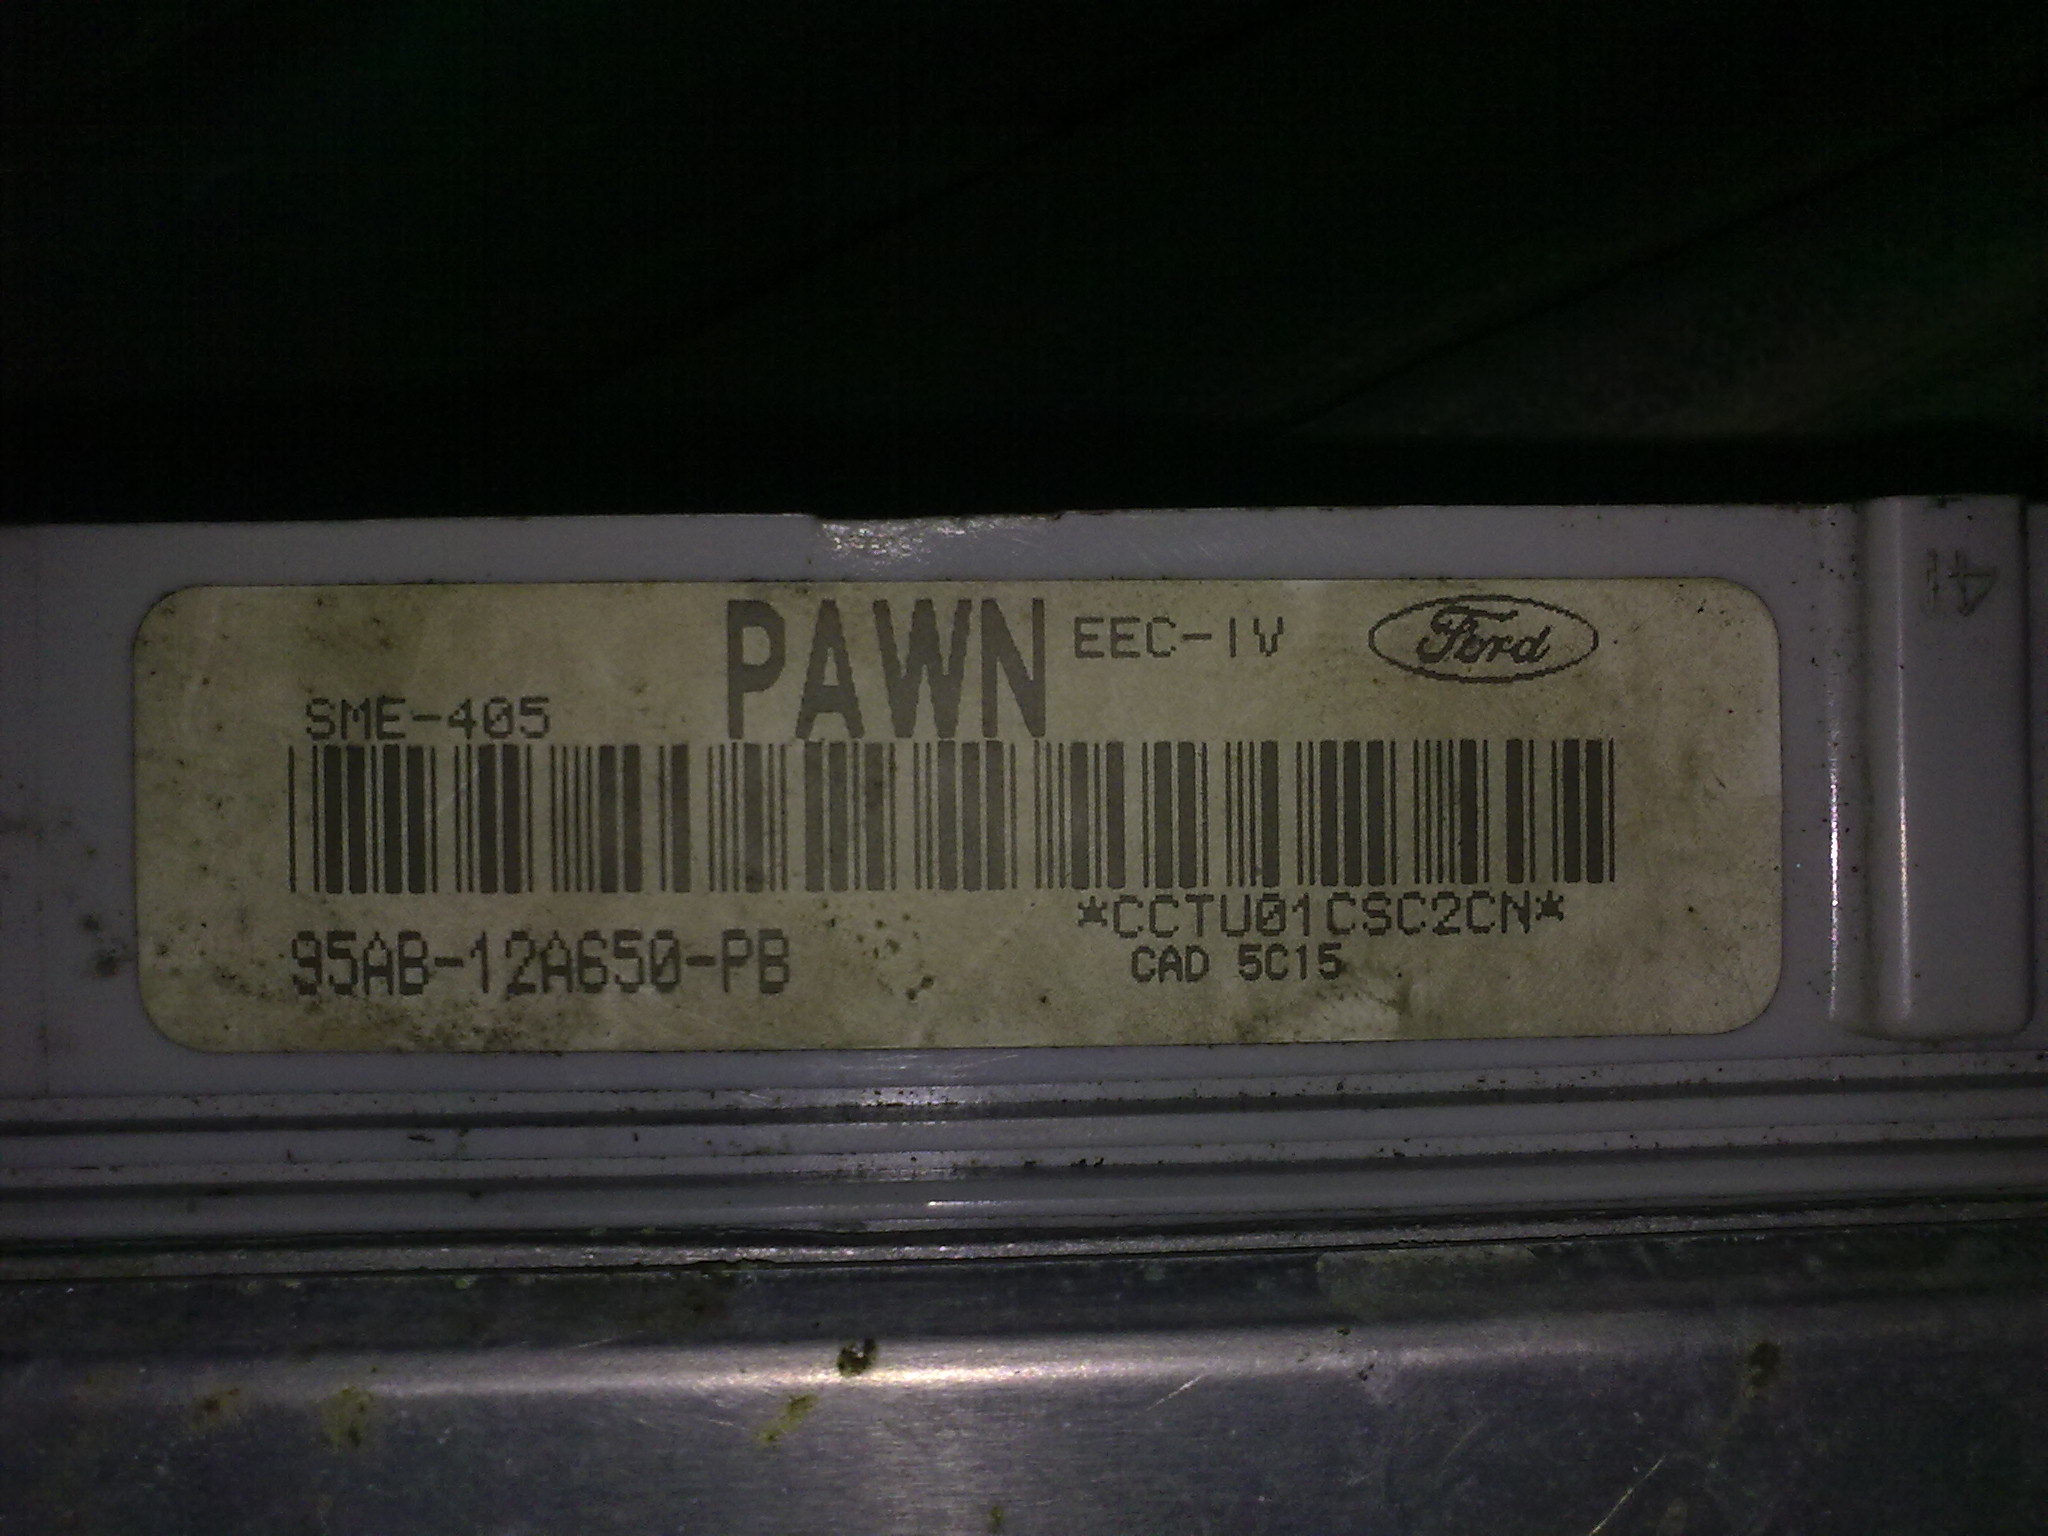 PAWN EEC-IV Ford
SME-405
*CCTU01CSC2CN*
95AB-12A650-PB
CAD 5C15